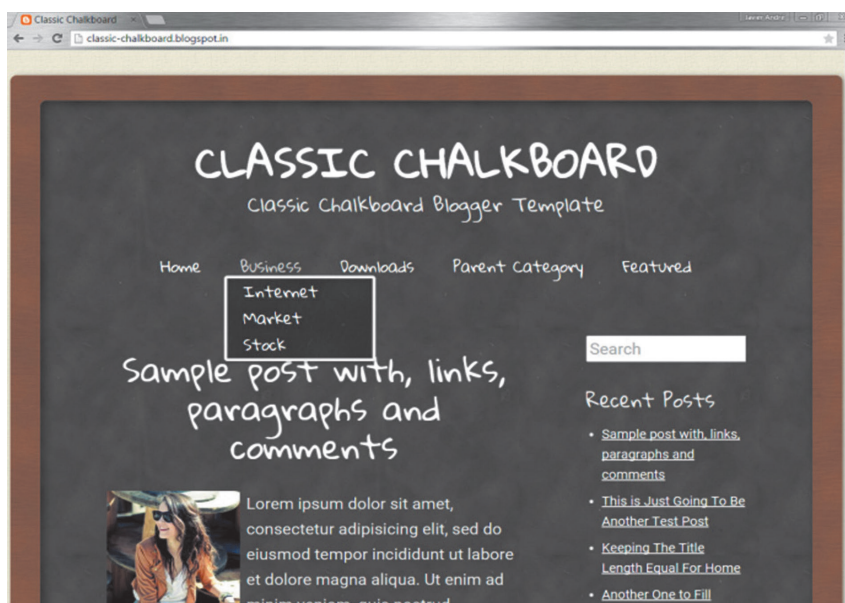 Classic Chalkboard
classic-chalkboard.blogspot.in
CLASSIC CHALKBOARD
Classic Chalkboard Blogger Template
Home Business Downloads Parent Category Featured
Internet
Market
Stock
Sample post with, links,
paragraphs and
comments
Lorem ipsum dolor sit amet,
consectetur adipisicing elit, sed do
eiusmod tempor incididunt ut labore
et dolore magna aliqua. Ut enim ad
Search
Recent Posts
• Sample post with, links,
paragraphs and
comments
• This is Just Going To Be
Another Test Post
• Keeping The Title
Length Equal For Home
• Another One to Fill